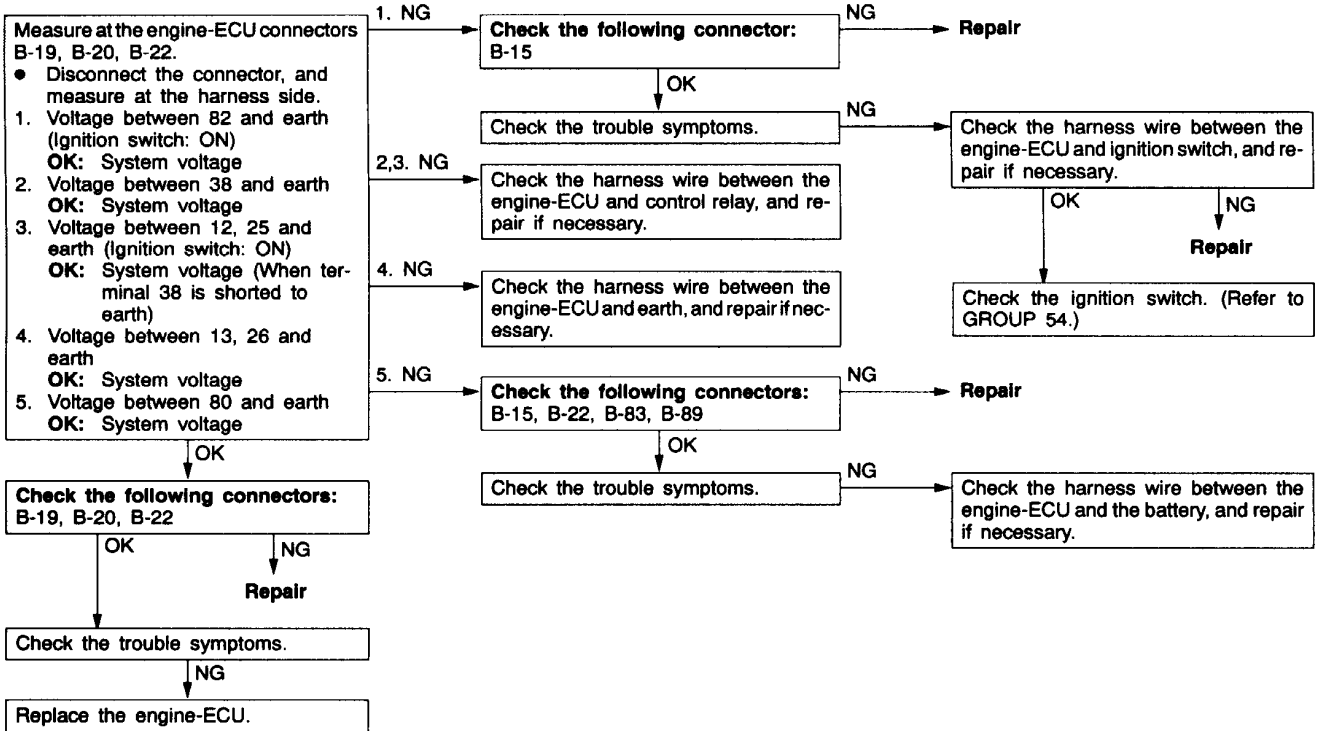 Measure at the engine-ECU connectors
B-19, B-20, B-22.
● Disconnect the connector, and
measure at the harness side.
1. Voltage between 82 and earth
(Ignition switch: ON)
OK: System voltage
2. Voltage between 38 and earth
OK: System voltage
3. Voltage between 12, 25 and
earth (Ignition switch: ON)
OK: System voltage (When ter-
minal 38 is shorted to
earth)
4. Voltage between 13, 26 and
earth
OK: System voltage
5. Voltage between 80 and earth
OK: System voltage
1. NG
Check the following connector:
B-15
NG
Repair
OK
Check the trouble symptoms.
NG
Check the harness wire between the
engine-ECU and ignition switch, and re-
pair if necessary.
OK
NG
Repair
Check the ignition switch. (Refer to
GROUP 54.)
2,3. NG
Check the harness wire between the
engine-ECU and control relay, and re-
pair if necessary.
4. NG
Check the harness wire between the
engine-ECU and earth, and repair if nec-
essary.
5. NG
Check the following connectors:
B-15, B-22, B-83, B-89
NG
Repair
OK
Check the trouble symptoms.
NG
Check the harness wire between the
engine-ECU and the battery, and repair
if necessary.
OK
Check the following connectors:
B-19, B-20, B-22
OK
NG
Repair
Check the trouble symptoms.
NG
Replace the engine-ECU.